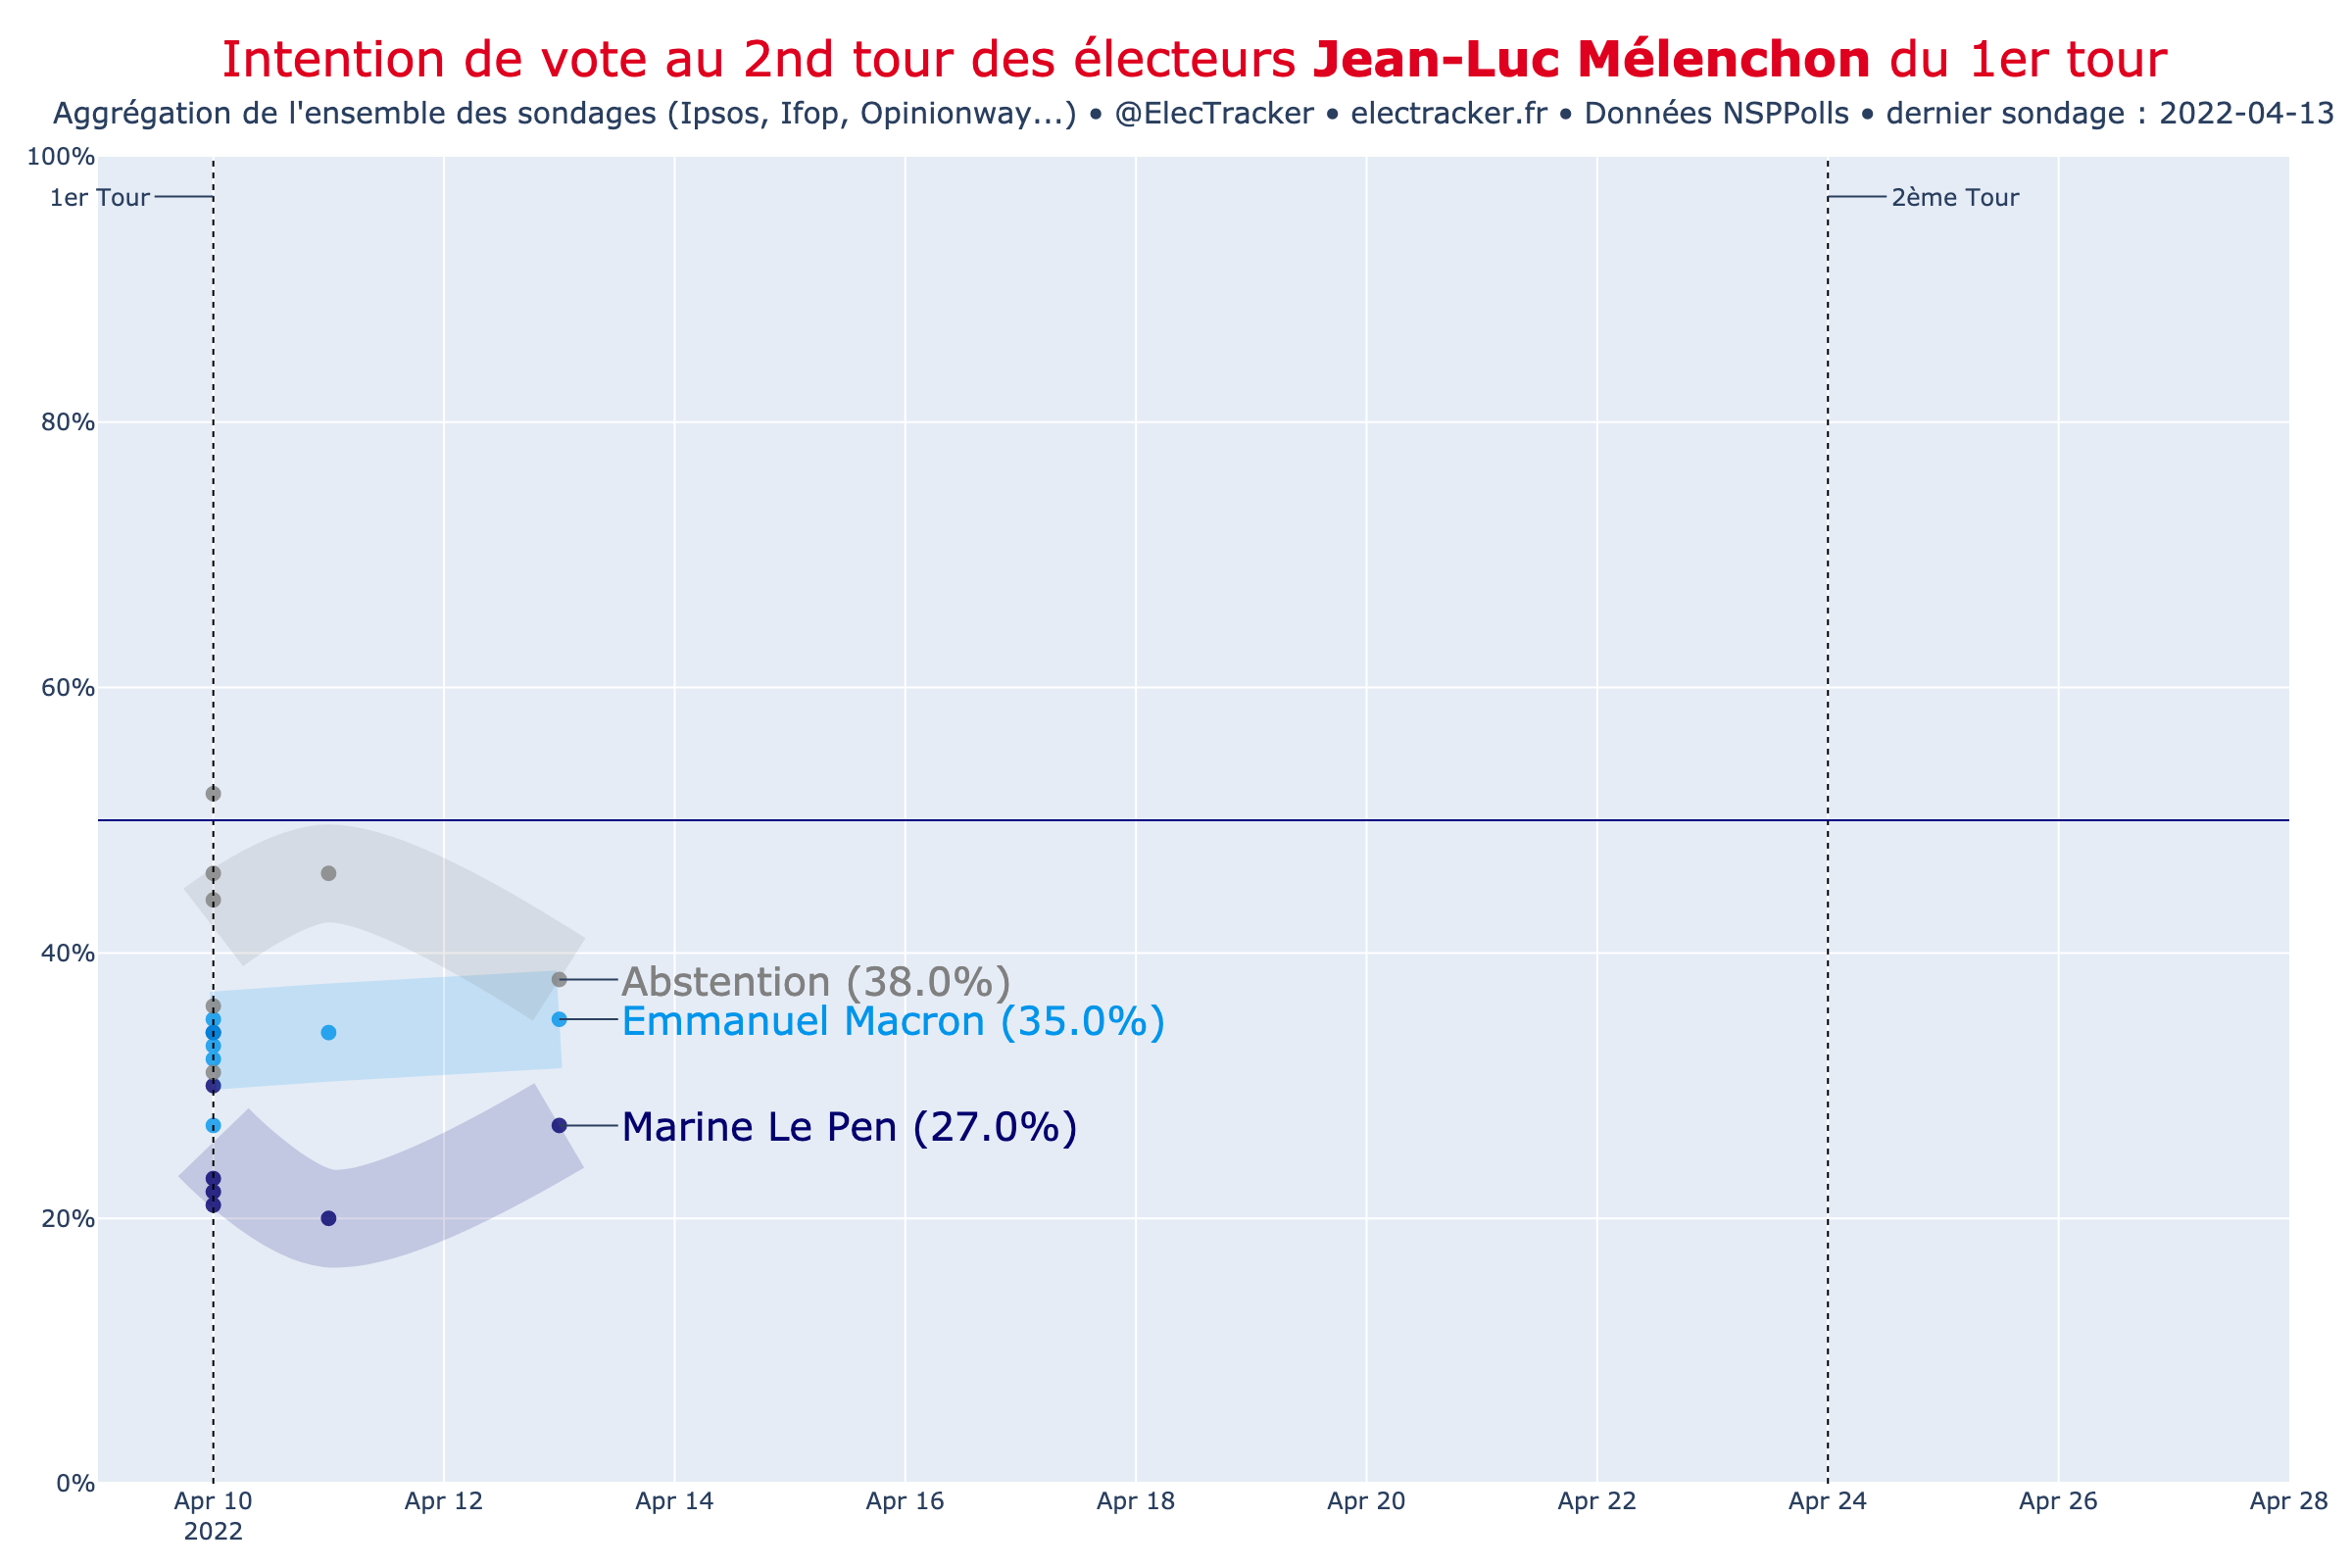 Intention de vote au 2nd tour des électeurs Jean-Luc Mélenchon du 1er tour
Aggrégation de l'ensemble des sondages (Ipsos, Ifop, Opinionway...) • @ElecTracker • electracker.fr • Données NSPPolls • dernier sondage : 2022-04-13
100%
1er Tour
2ème Tour
80%
60%
40%
Abstention (38.0%)
Emmanuel Macron (35.0%)
Marine Le Pen (27.0%)
20%
0%
Apr 10 Apr 12 Apr 14 Apr 16 Apr 18 Apr 20 Apr 22 Apr 24 Apr 26 Apr 28
2022